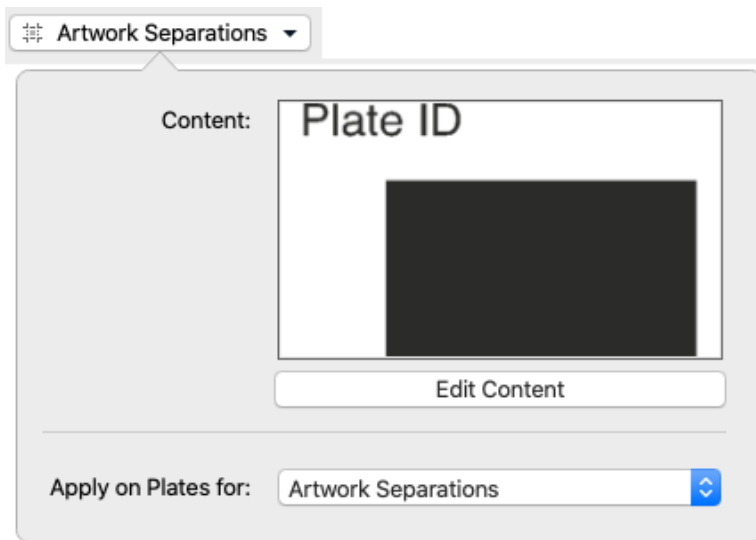 Artwork Separations
Content:
Plate ID
Edit Content
Apply on Plates for: Artwork Separations